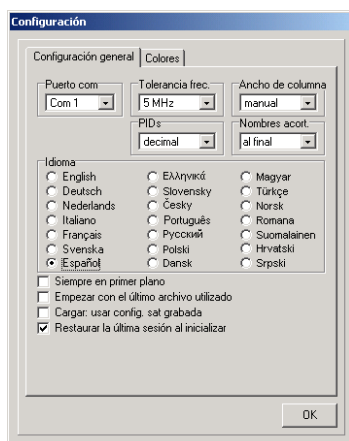 Configuración
Configuración general
Colores
Puerto com
Tolerancia frec.
Ancho de columna
Com 1
5 MHz
manual
PIDs
Nombres acort.
decimal
al final
Idioma
English
Ελληνικά
Magyar
Deutsch
Slovensky
Türkçe
Nederlands
Česky
Norsk
Italiano
Português
Romana
Français
Русский
Suomalainen
Svenska
Polski
Hrvatski
Español
Dansk
Srpski
Siempre en primer plano
Empezar con el último archivo utilizado
Cargar: usar config. sat grabada
Restaurar la última sesión al inicializar
OK